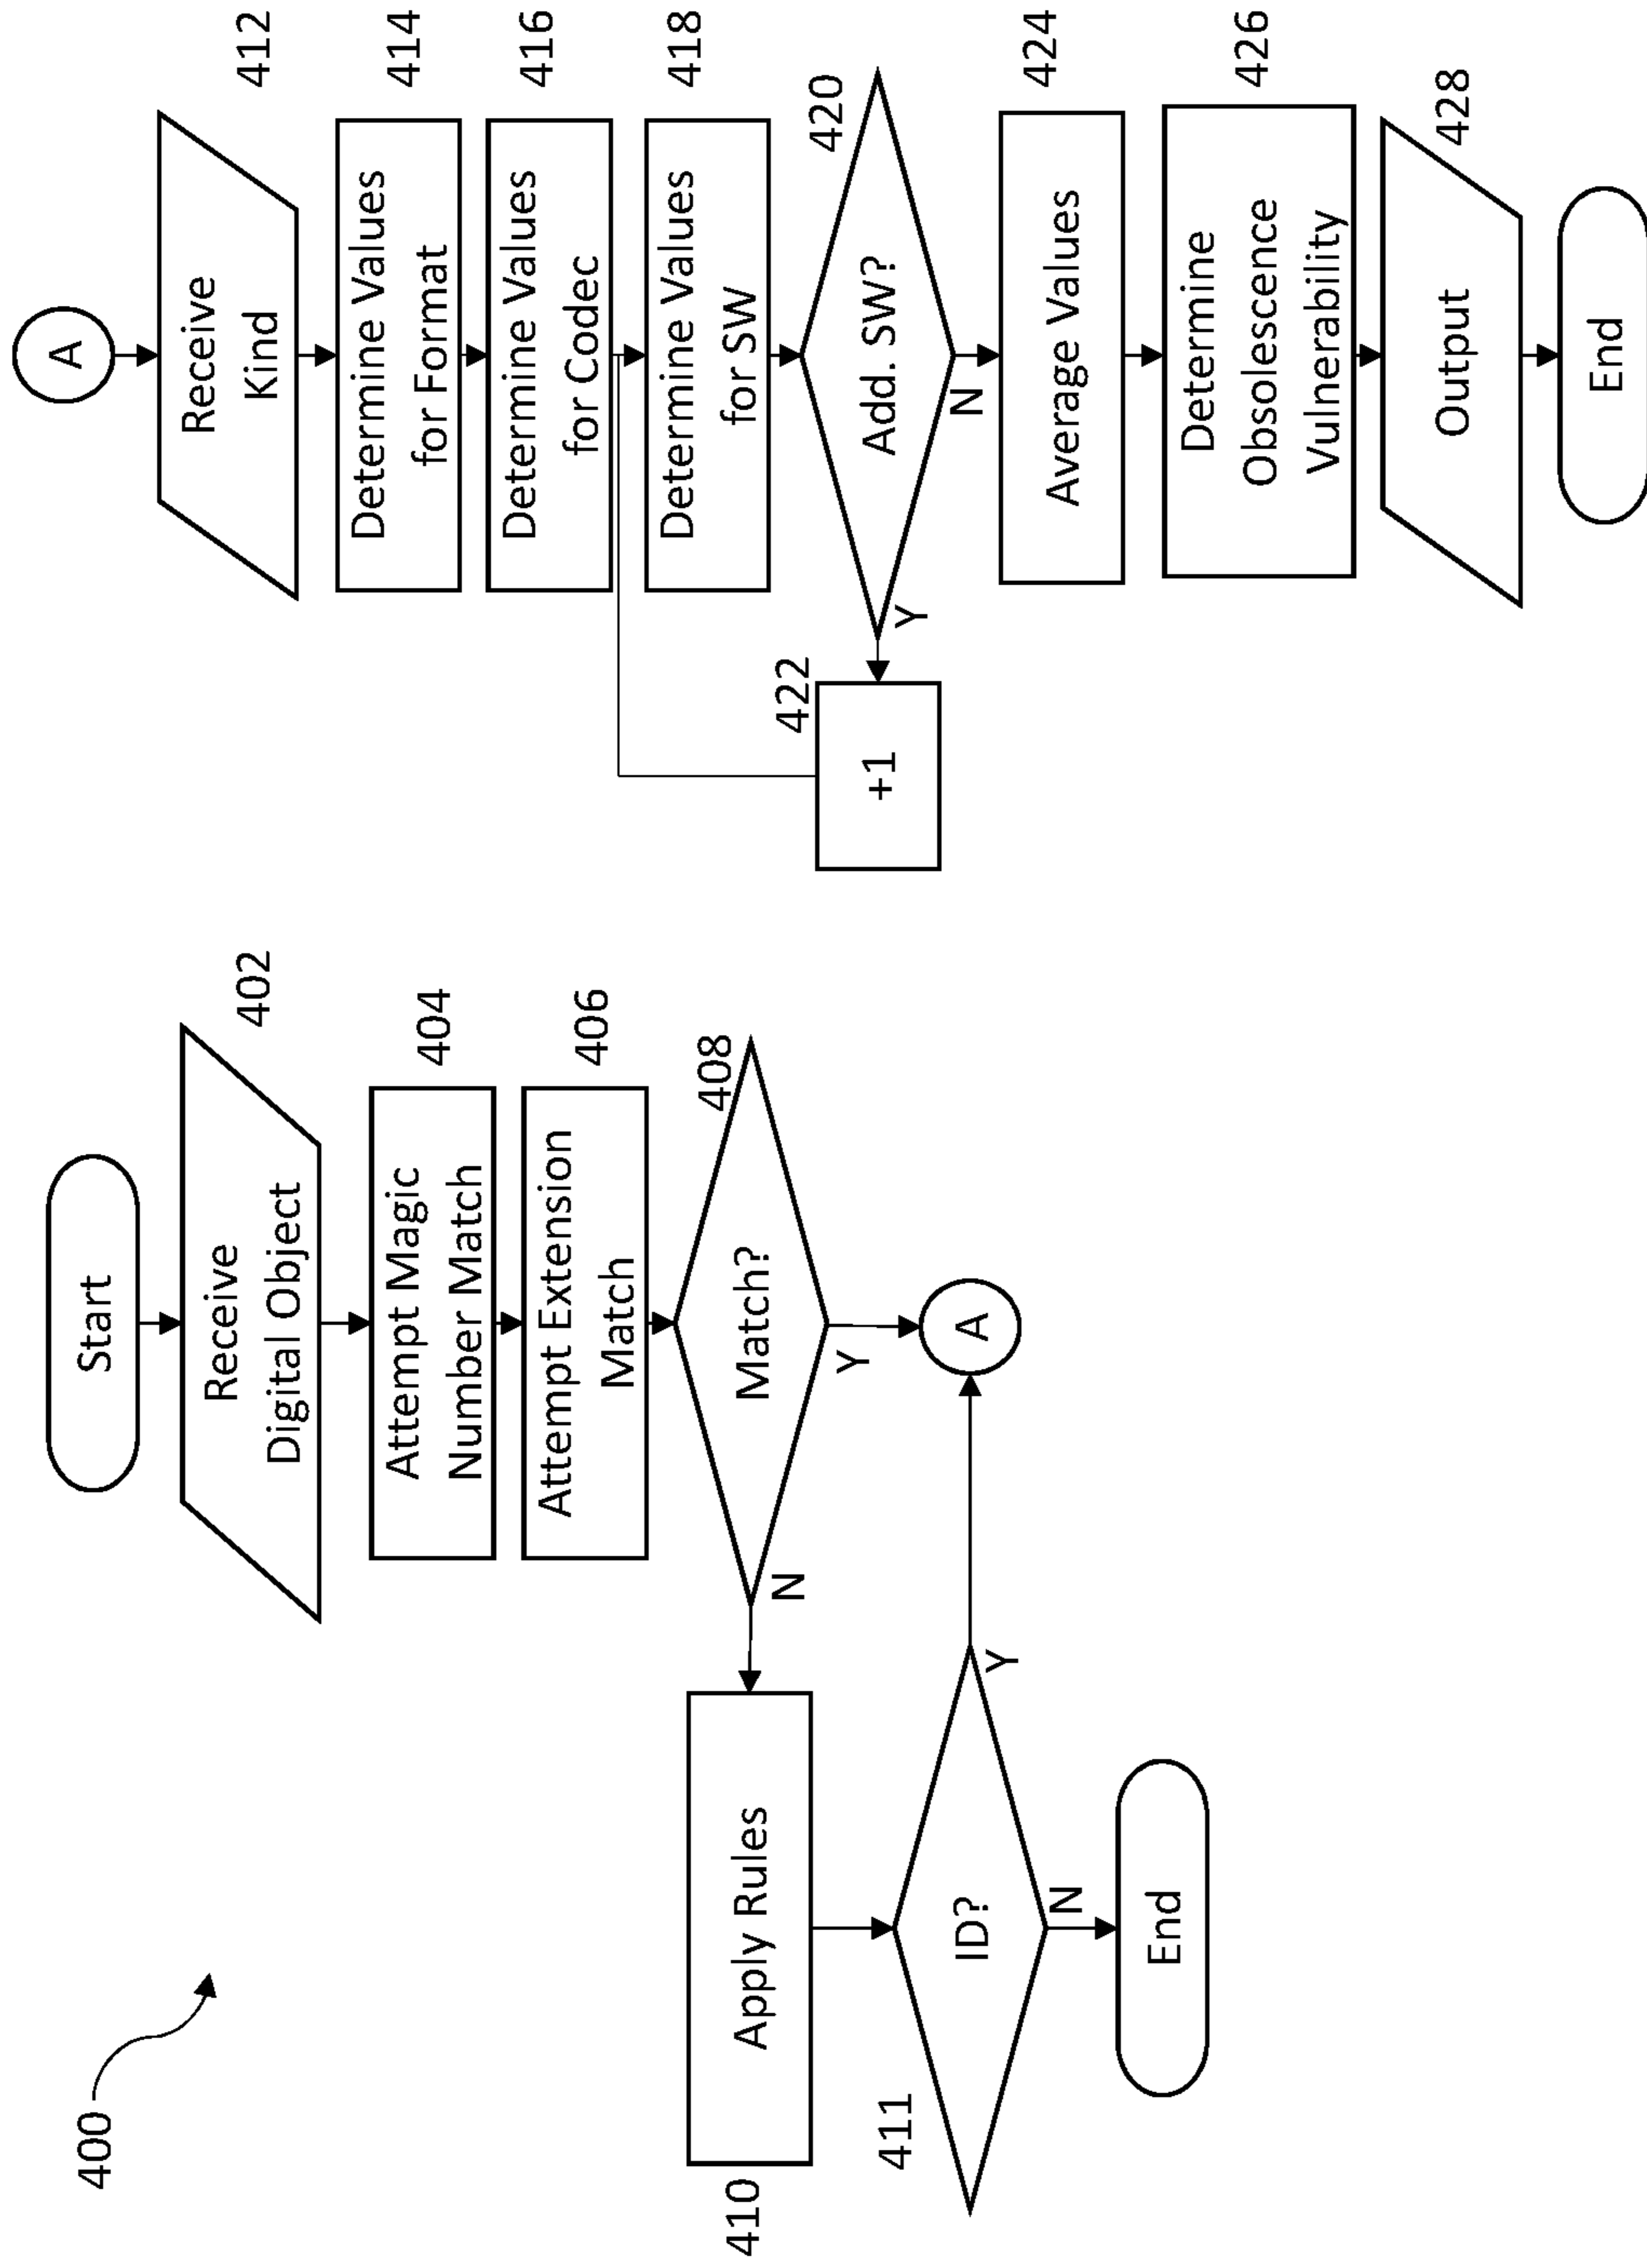 400
Start
Receive
Digital Object
402
Attempt Magic
Number Match
404
Attempt Extension
Match
406
Match?
408
N
Y
Apply Rules
410
ID?
411
Y
N
A
End
A
Receive
Kind
412
Determine Values
for Format
414
Determine Values
for Codec
416
Determine Values
for SW
418
Add. SW?
420
Y
N
+1
422
Average Values
424
Determine
Obsolescence
Vulnerability
426
Output
428
End